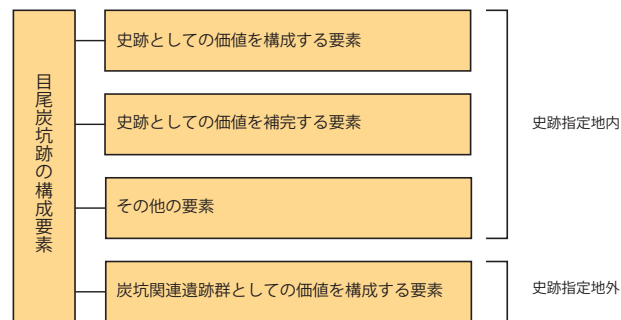 目尾炭坑跡の構成要素
史跡としての価値を構成する要素
史跡としての価値を補完する要素
その他の要素
史跡指定地内
炭坑関連遺跡群としての価値を構成する要素
史跡指定地外